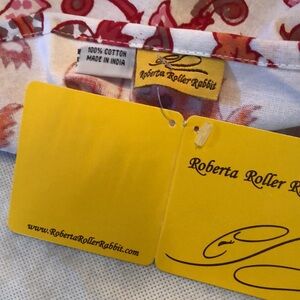 100% COTTON
MADE IN INDIA
Roberta Roller Rabbit
www.RobertaRollerRabbit.com
Roberta Roller R